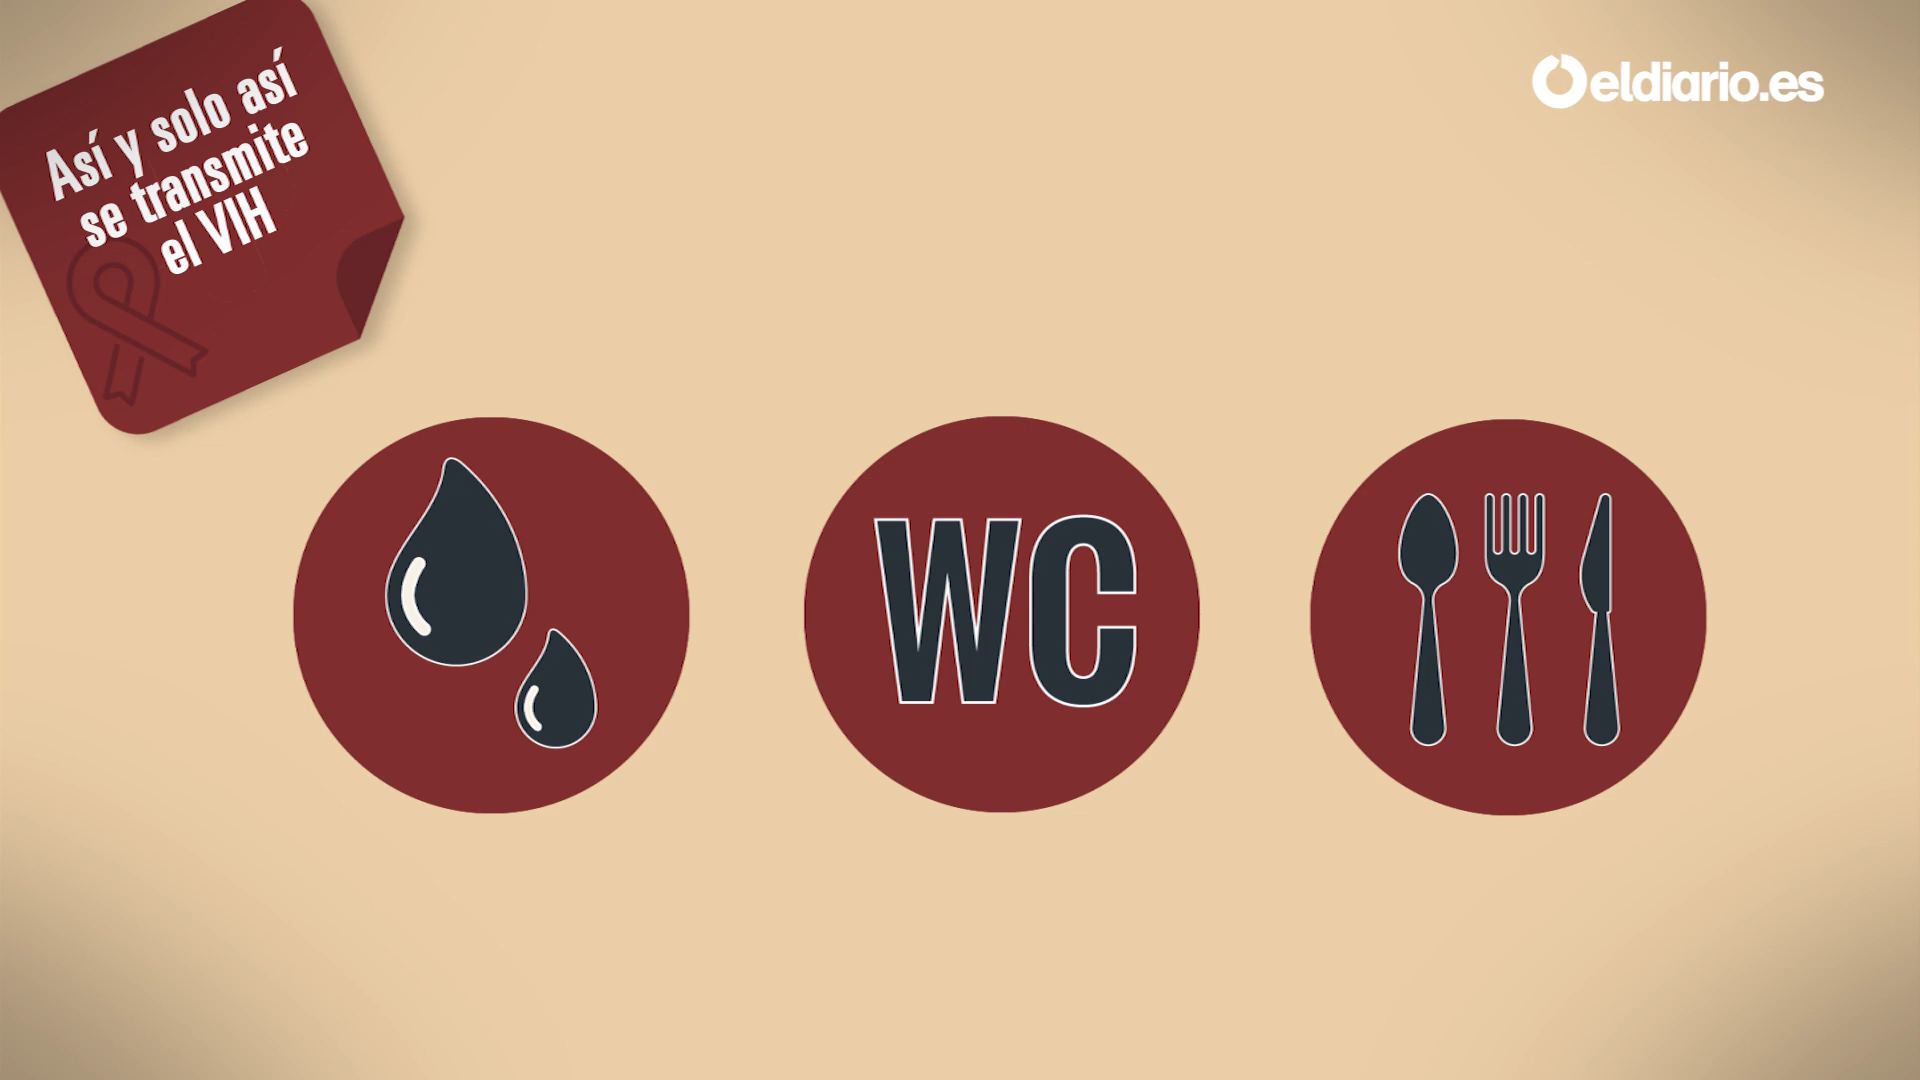 Así y solo así
se transmite
el VIH
eldiario.es
WC